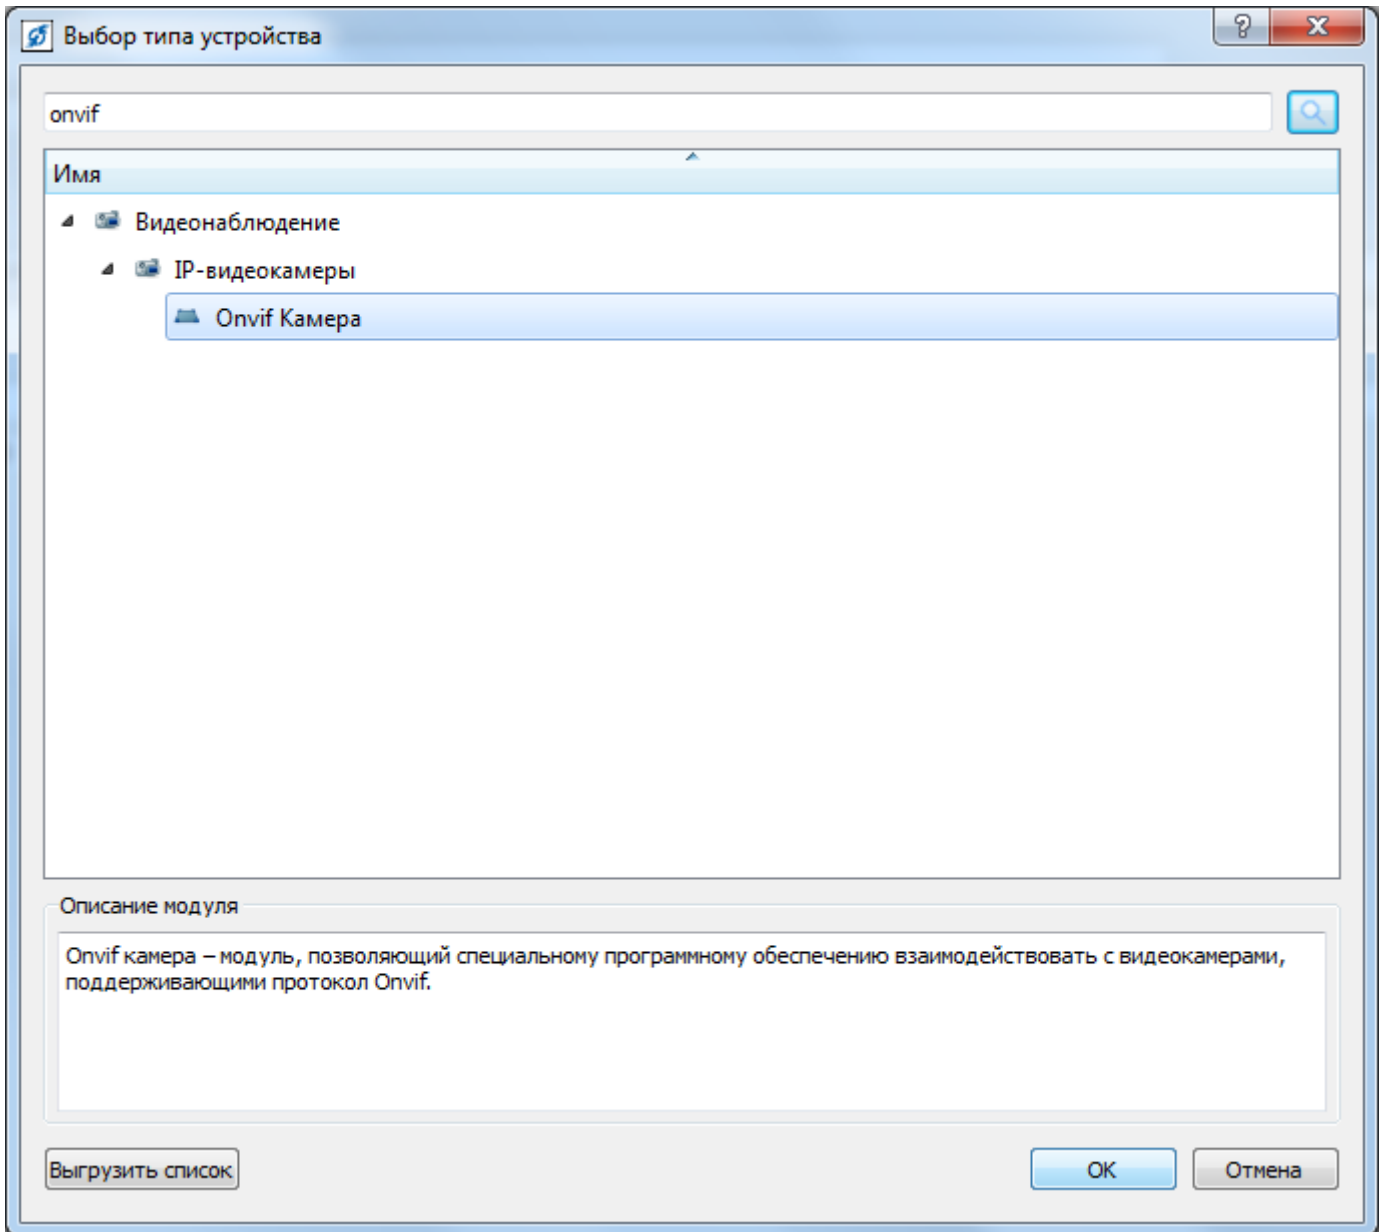 Выбор типа устройства
onvif
Имя
Видеонаблюдение
IP-видеокамеры
Onvif Камера
Описание модуля
Onvif камера – модуль, позволяющий специальному программному обеспечению взаимодействовать с видеокамерами,
поддерживающими протокол Onvif.
Выгрузить список
OK
Отмена